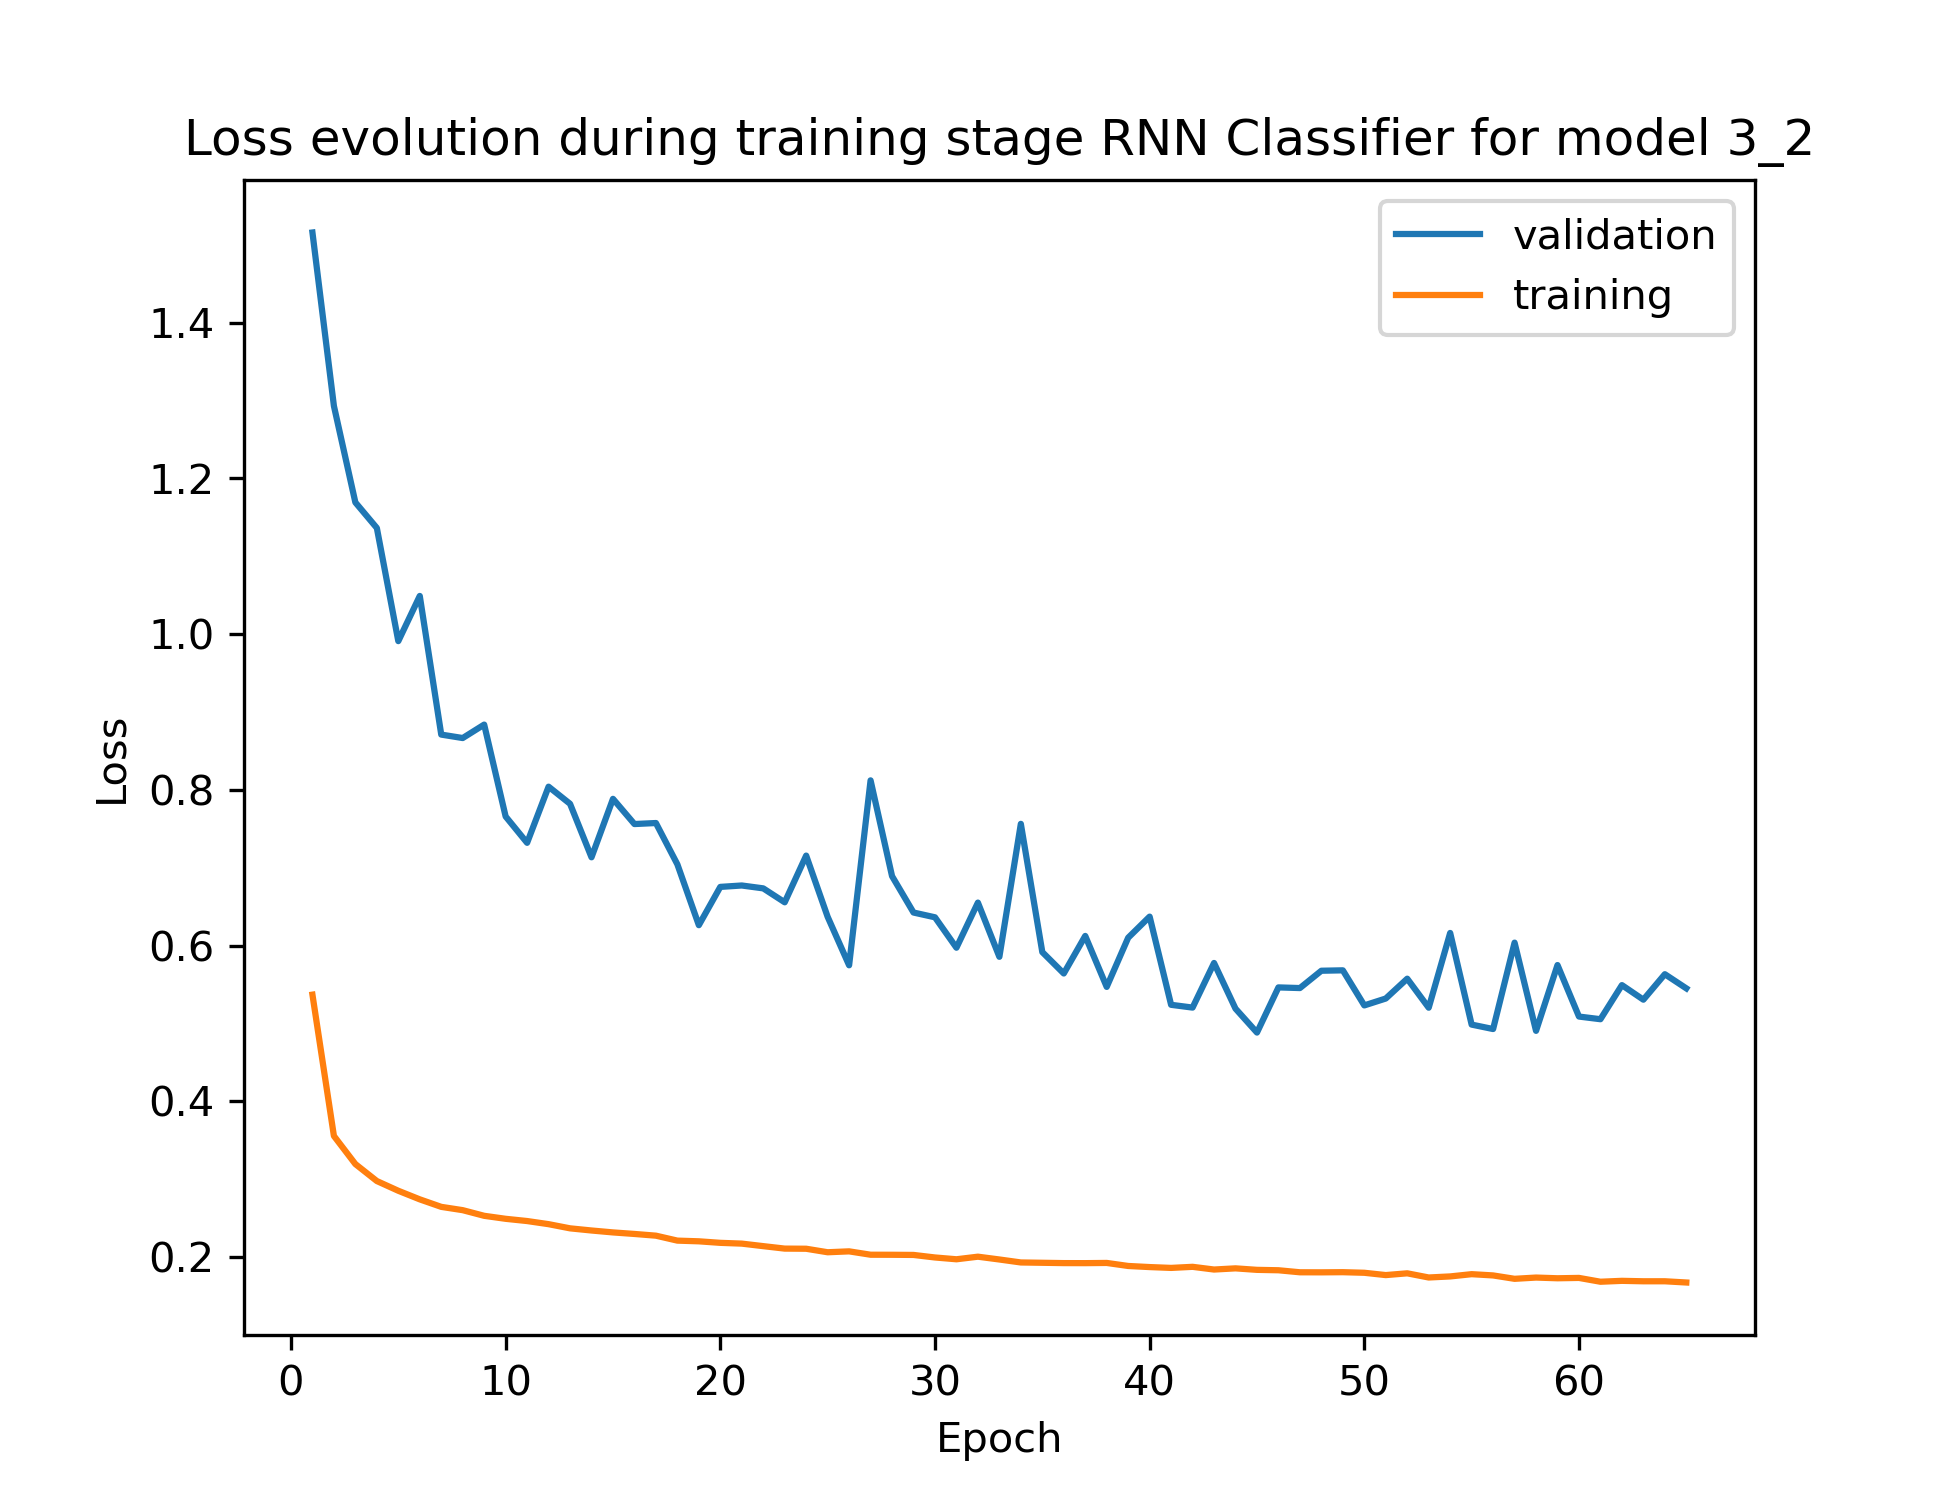 Loss evolution during training stage RNN Classifier for model 3_2
validation
training
1.4
1.2
1.0
0.8
0.6
0.4
0.2
Loss
0 10 20 30 40 50 60
Epoch